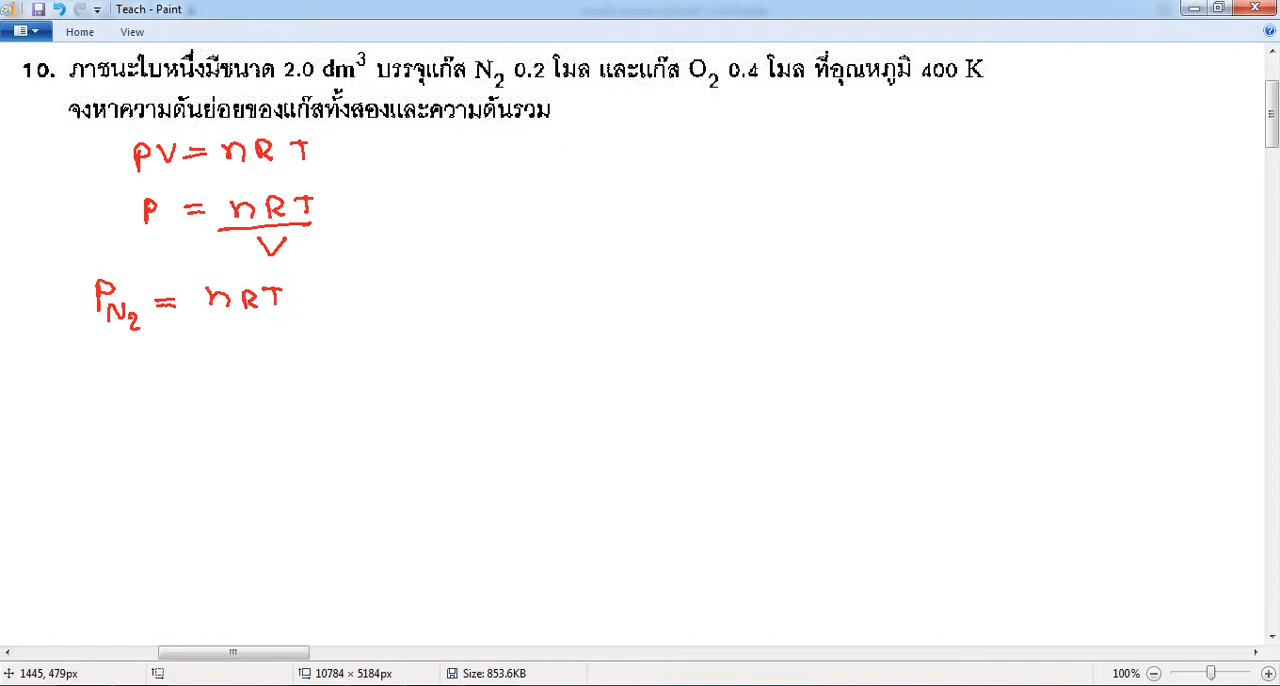 Teach - Paint
Home View
10. ภาชนะใบหนึ่งมีขนาด 2.0 dm³ บรรจุแก๊ส N₂ 0.2 โมล และแก๊ส O₂ 0.4 โมล ที่อุณหภูมิ 400 K
จงหาความดันย่อยของแก๊สทั้งสองและความดันรวม
PV = nRT
P = nRT
V
P_N₂ = nRT
1445, 479px 10784 × 5184px Size: 853.6KB 100%